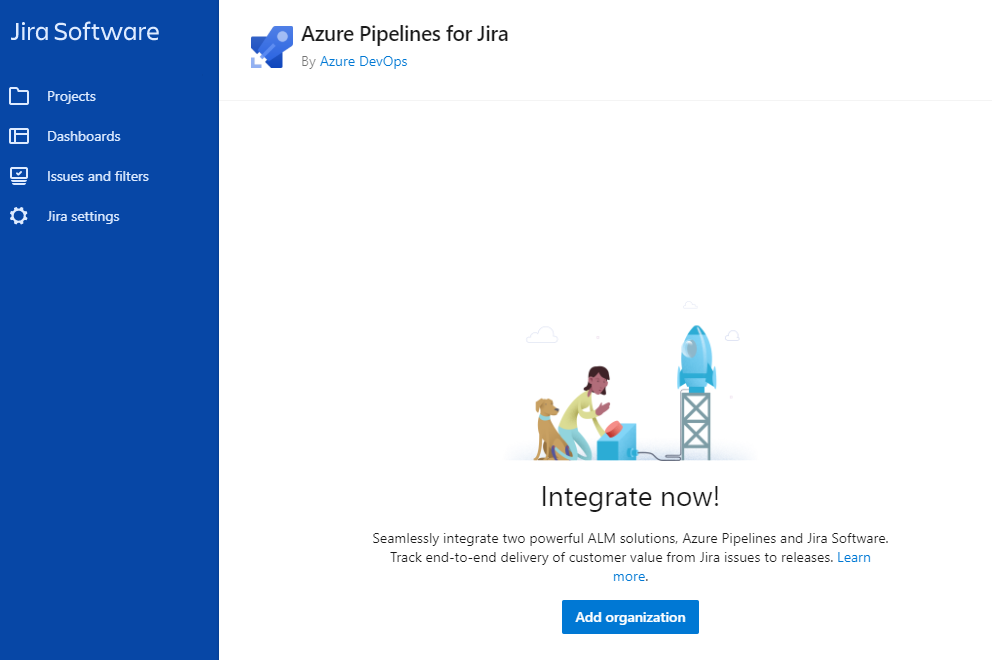 Jira Software
Projects
Dashboards
Issues and filters
Jira settings
Azure Pipelines for Jira
By Azure DevOps
Integrate now!
Seamlessly integrate two powerful ALM solutions, Azure Pipelines and Jira Software.
Track end-to-end delivery of customer value from Jira issues to releases. Learn
more.
Add organization